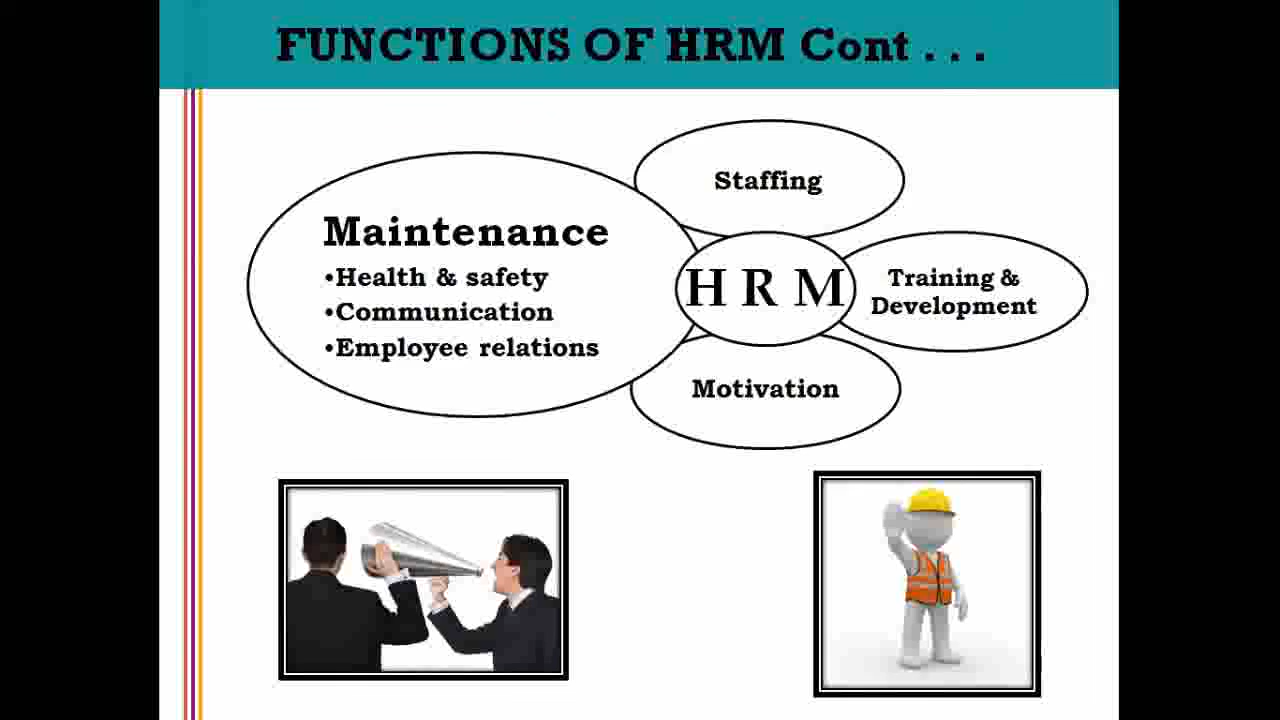 FUNCTIONS OF HRM Cont . . .
Staffing
Maintenance
•Health & safety
•Communication
•Employee relations
H R M
Training &
Development
Motivation